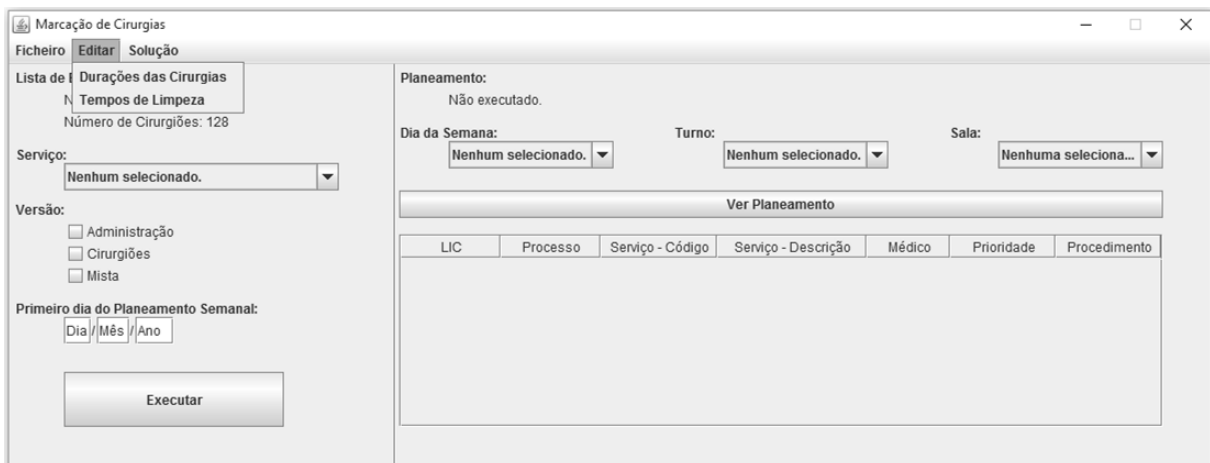 Marcação de Cirurgias
Ficheiro Editar Solução
Durações das Cirurgias
Tempos de Limpeza
Lista de
Número de Cirurgiões: 128
Serviço:
Nenhum selecionado.
Versão:
Administração
Cirurgiões
Mista
Primeiro dia do Planeamento Semanal:
Dia / Mês / Ano
Executar
Planeamento:
Não executado.
Dia da Semana: Turno: Sala:
Nenhum selecionado. Nenhum selecionado. Nenhuma seleciona...
Ver Planeamento
LIC Processo Serviço - Código Serviço - Descrição Médico Prioridade Procedimento